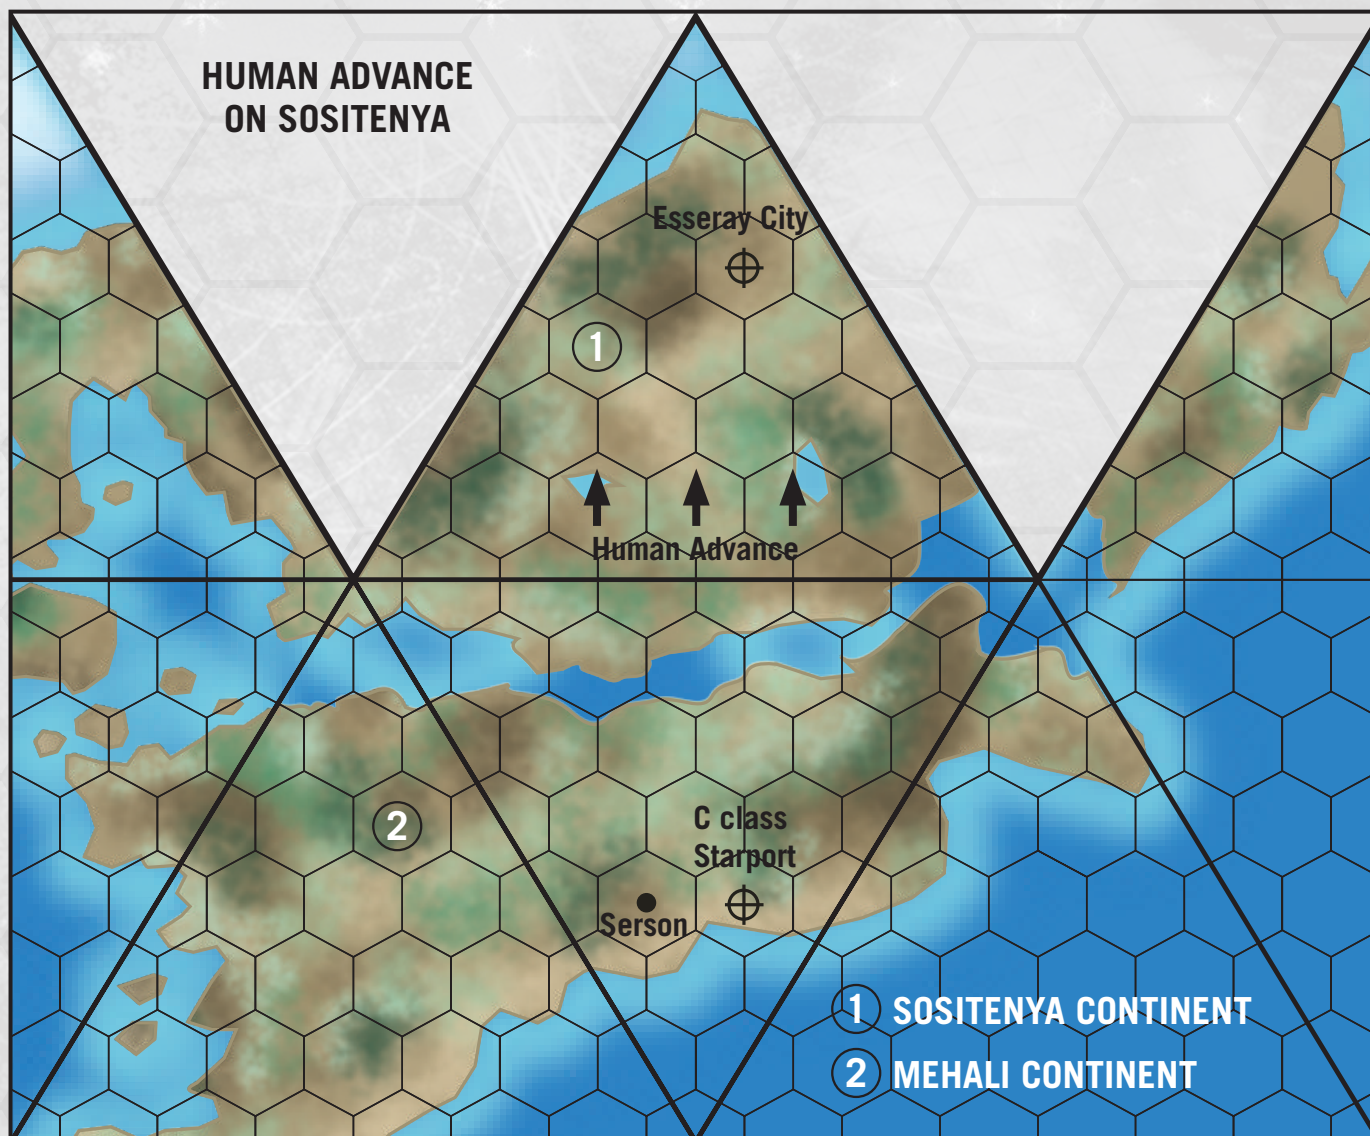 HUMAN ADVANCE
ON SOSITENYA
Esseray City
1
Human Advance
2
C class
Starport
Serson
1 SOSITENYA CONTINENT
2 MEHALI CONTINENT